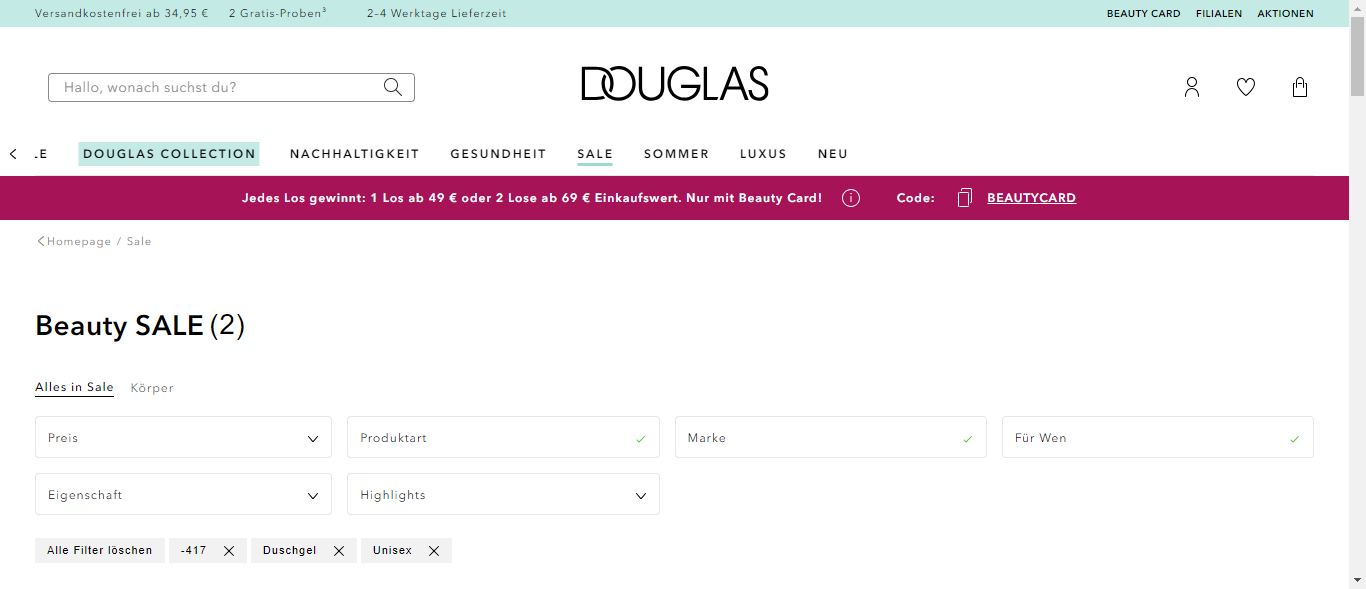 Versandkostenfrei ab 34,95 € 2 Gratis-Proben³ 2–4 Werktage Lieferzeit BEAUTY CARD FILIALEN AKTIONEN
Hallo, wonach suchst du? DOUGLAS
LE DOUGLAS COLLECTION NACHHALTIGKEIT GESUNDHEIT SALE SOMMER LUXUS NEU
Jedes Los gewinnt: 1 Los ab 49 € oder 2 Lose ab 69 € Einkaufswert. Nur mit Beauty Card! Code: BEAUTYCARD
Homepage / Sale
Beauty SALE (2)
Alles in Sale Körper
Preis Produktart Marke Für Wen
Eigenschaft Highlights
Alle Filter löschen -417 Duschgel Unisex